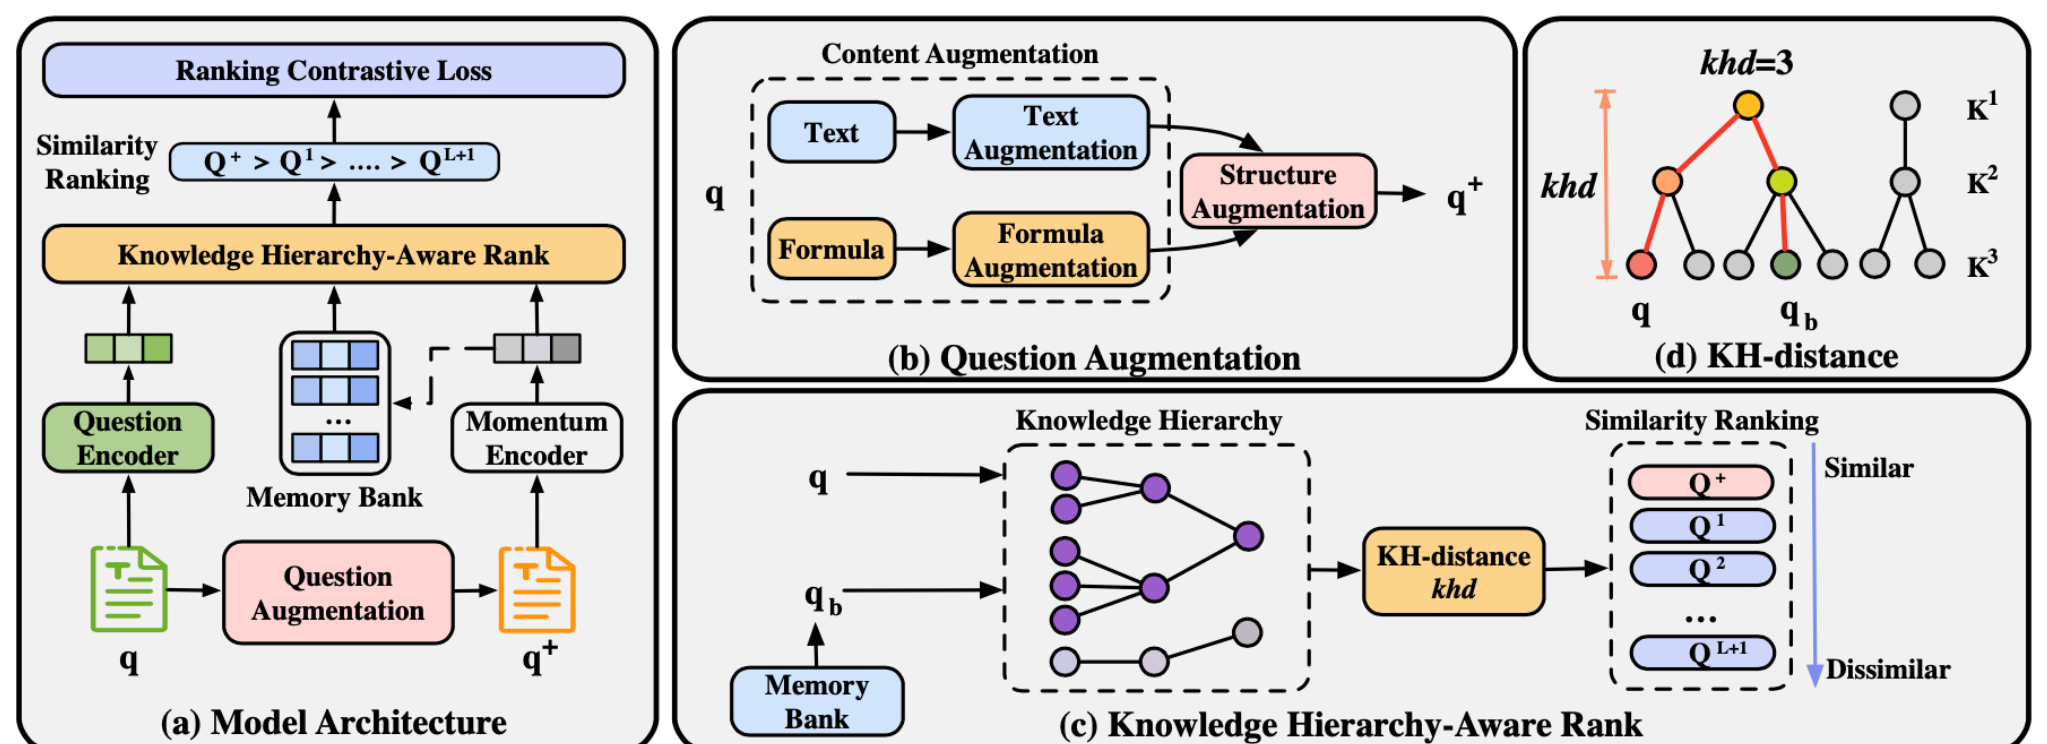 Ranking Contrastive Loss
Similarity
Ranking
Q+ > Q1 > .... > QL+1
Knowledge Hierarchy-Aware Rank
Question
Encoder
...
Memory Bank
Momentum
Encoder
Question
Augmentation
q
q+
(a) Model Architecture
Content Augmentation
q
Text
Text
Augmentation
Formula
Formula
Augmentation
Structure
Augmentation
q+
(b) Question Augmentation
khd=3
khd
K1
K2
K3
q
qb
(d) KH-distance
Knowledge Hierarchy
q
qb
Memory
Bank
KH-distance
khd
Similarity Ranking
Q+
Q1
Q2
...
QL+1
Similar
Dissimilar
(c) Knowledge Hierarchy-Aware Rank